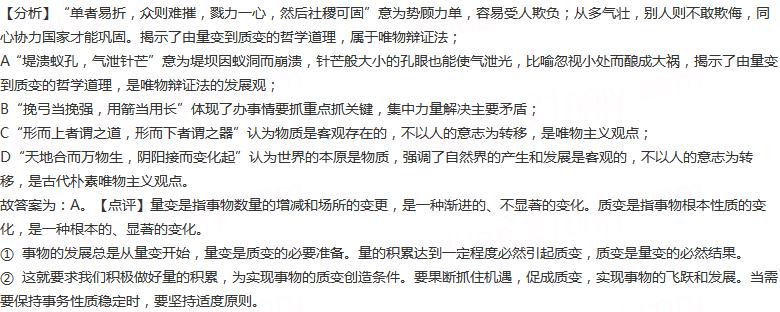 【分析】“单者易折，众则难摧，戮力一心，然后社稷可固”意为势顾力单，容易受人欺负；从多气壮，别人则不敢欺侮，同
心协力国家才能巩固。揭示了由量变到质变的哲学道理，属于唯物辩证法；
A“堤溃蚁孔，气泄针芒”意为堤坝因蚁洞而崩溃，针芒般大小的孔眼也能使气泄光，比喻忽视小处而酿成大祸，揭示了由量变
到质变的哲学道理，是唯物辩证法的发展观；
B“挽弓当挽强，用箭当用长”体现了办事情要抓重点抓关键，集中力量解决主要矛盾；
C“形而上者谓之道，形而下者谓之器”认为物质是客观存在的，不以人的意志为转移，是唯物主义观点；
D“天地合而万物生，阴阳接而变化起”认为世界的本原是物质，强调了自然界的产生和发展是客观的，不以人的意志为转
移，是古代朴素唯物主义观点。
故答案为：A。【点评】量变是指事物数量的增减和场所的变更，是一种渐进的、不显著的变化。质变是指事物根本性质的变
化，是一种根本的、显著的变化。
① 事物的发展总是从量变开始，量变是质变的必要准备。量的积累达到一定程度必然引起质变，质变是量变的必然结果。
② 这就要求我们积极做好量的积累，为实现事物的质变创造条件。要果断抓住机遇，促成质变，实现事物的飞跃和发展。当需
要保持事务性质稳定时，要坚持适度原则。